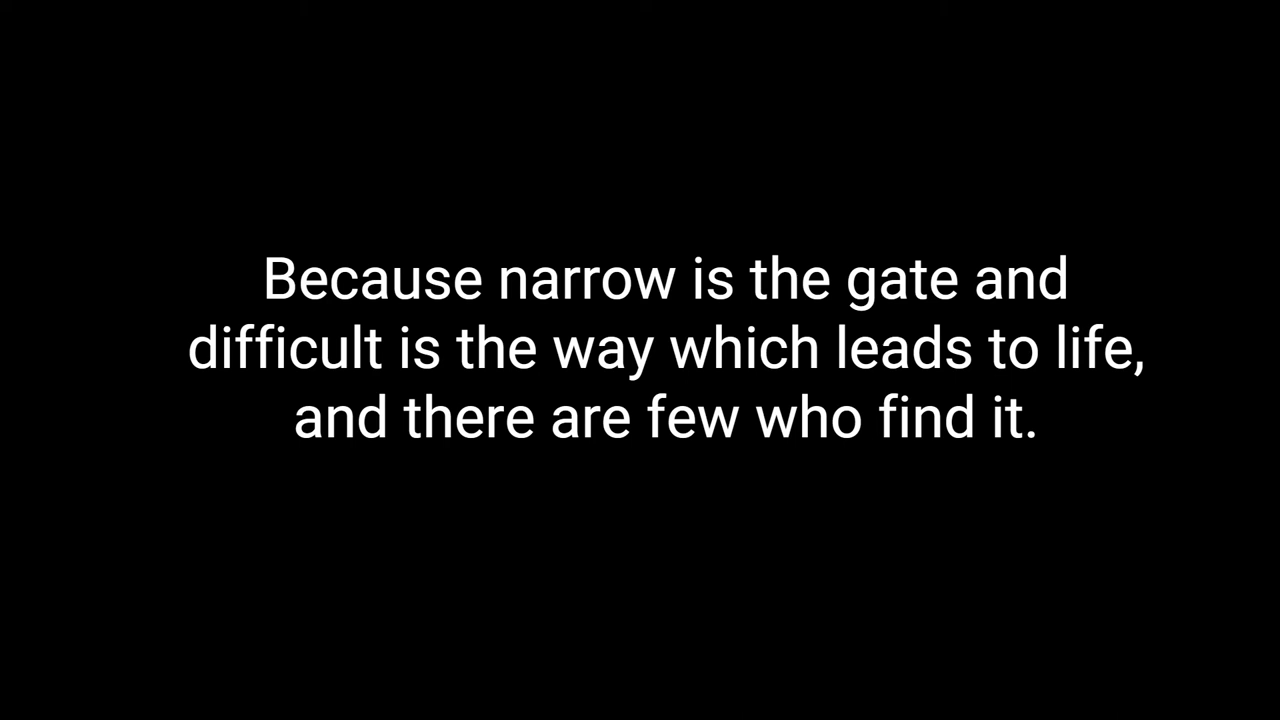 Because narrow is the gate and
difficult is the way which leads to life,
and there are few who find it.